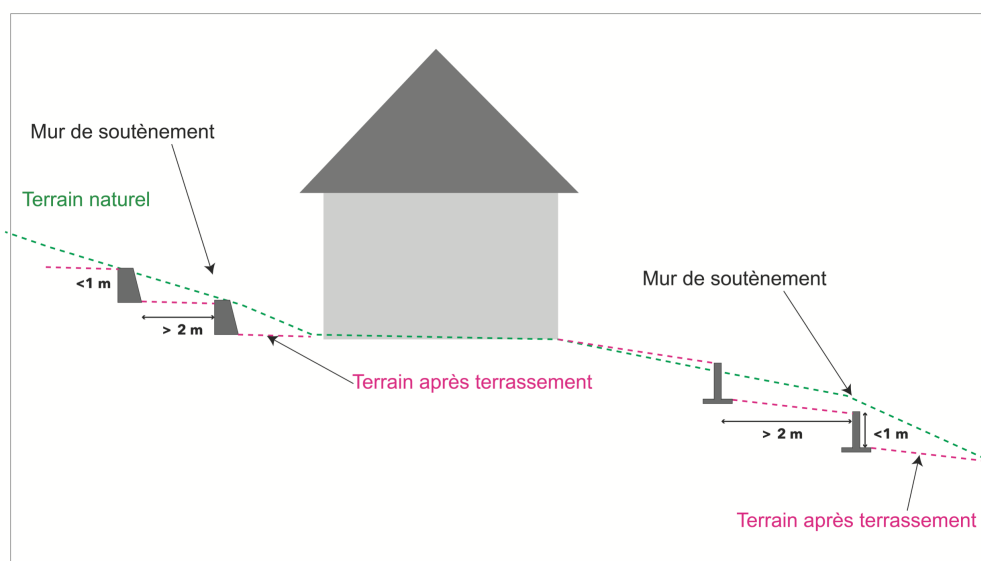 Mur de soutènement
Terrain naturel
<1 m
> 2 m
Terrain après terrassement
Mur de soutènement
> 2 m
<1 m
Terrain après terrassement